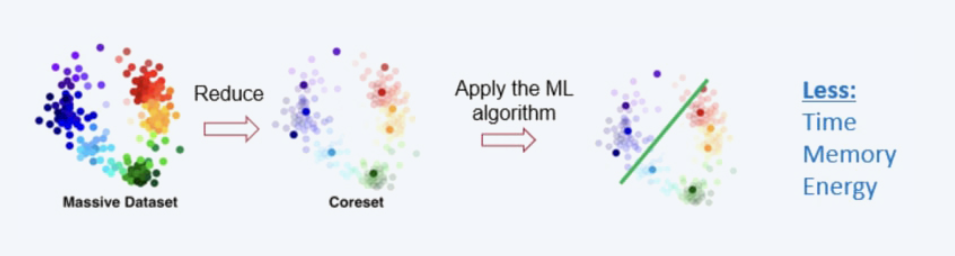 Massive Dataset
Reduce
Coreset
Apply the ML
algorithm
Less:
Time
Memory
Energy